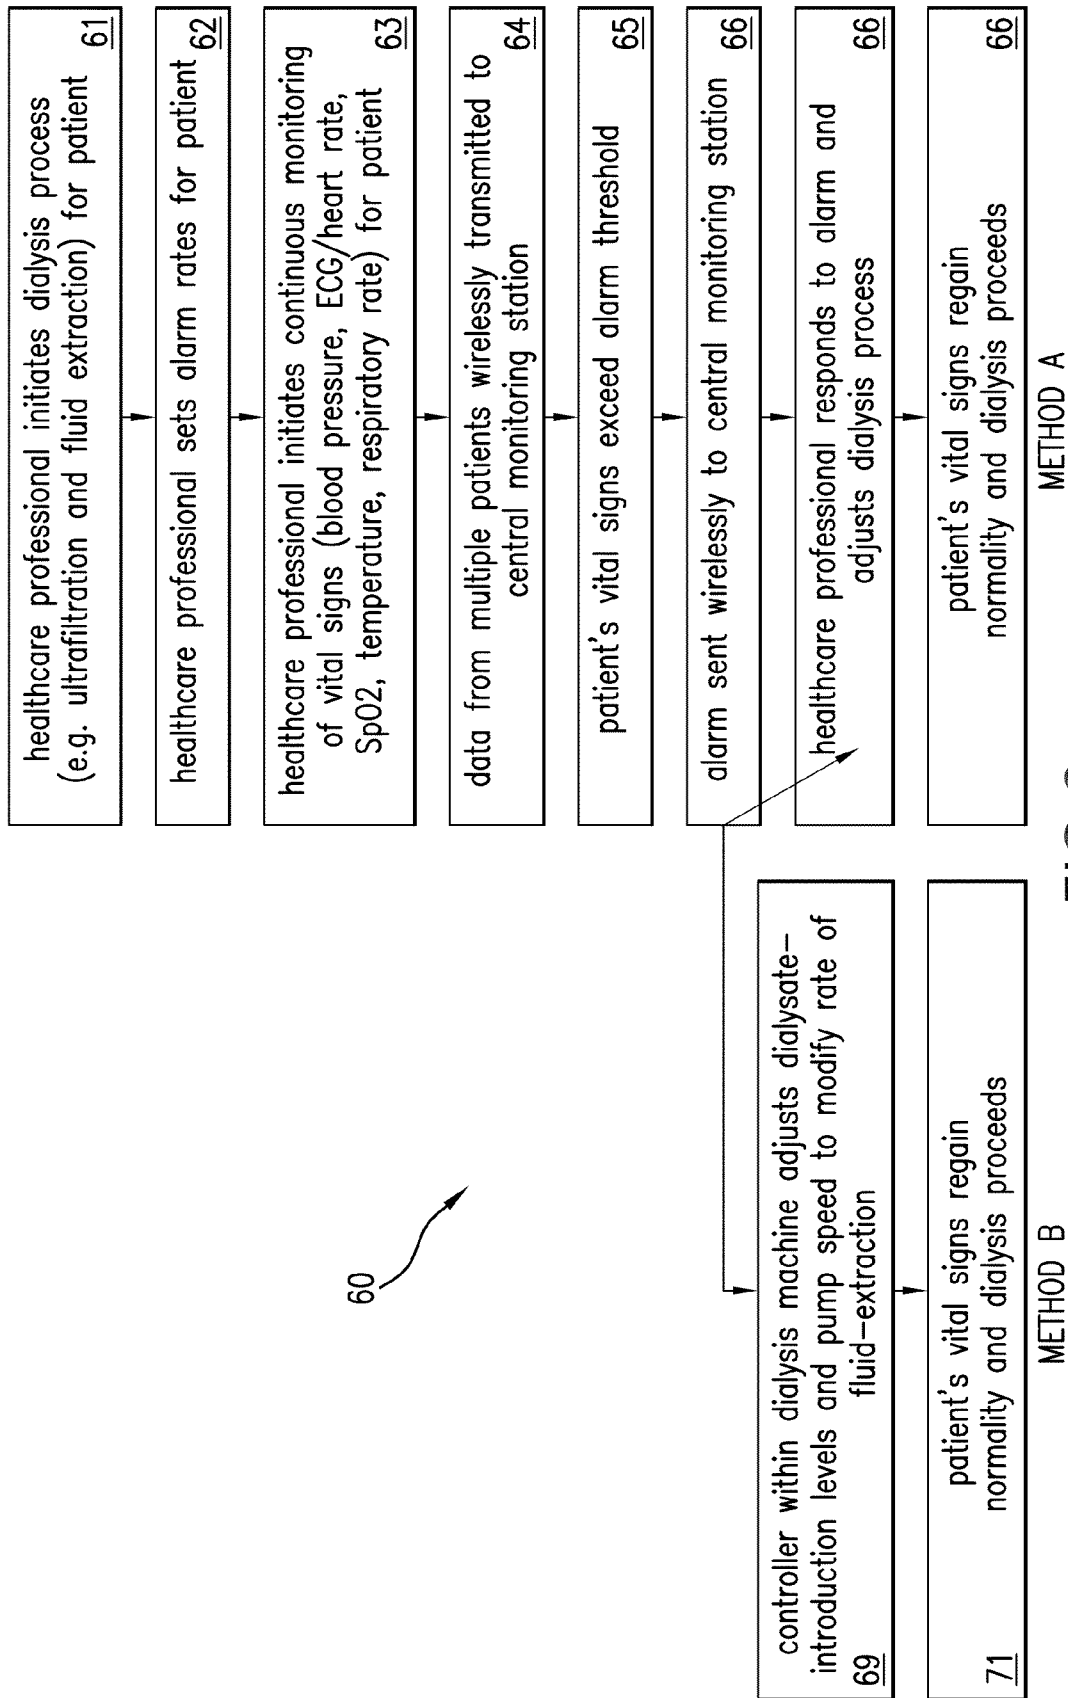 healthcare professional initiates dialysis process
(e.g. ultrafiltration and fluid extraction) for patient
61
healthcare professional sets alarm rates for patient
62
healthcare professional initiates continuous monitoring
of vital signs (blood pressure, ECG/heart rate,
SpO2, temperature, respiratory rate) for patient
63
data from multiple patients wirelessly transmitted to
central monitoring station
64
patient's vital signs exceed alarm threshold
65
alarm sent wirelessly to central monitoring station
66
healthcare professional responds to alarm and
adjusts dialysis process
66
patient's vital signs regain
normality and dialysis proceeds
66
METHOD A
60
controller within dialysis machine adjusts dialysate-
introduction levels and pump speed to modify rate of
fluid-extraction
69
patient's vital signs regain
normality and dialysis proceeds
71
METHOD B